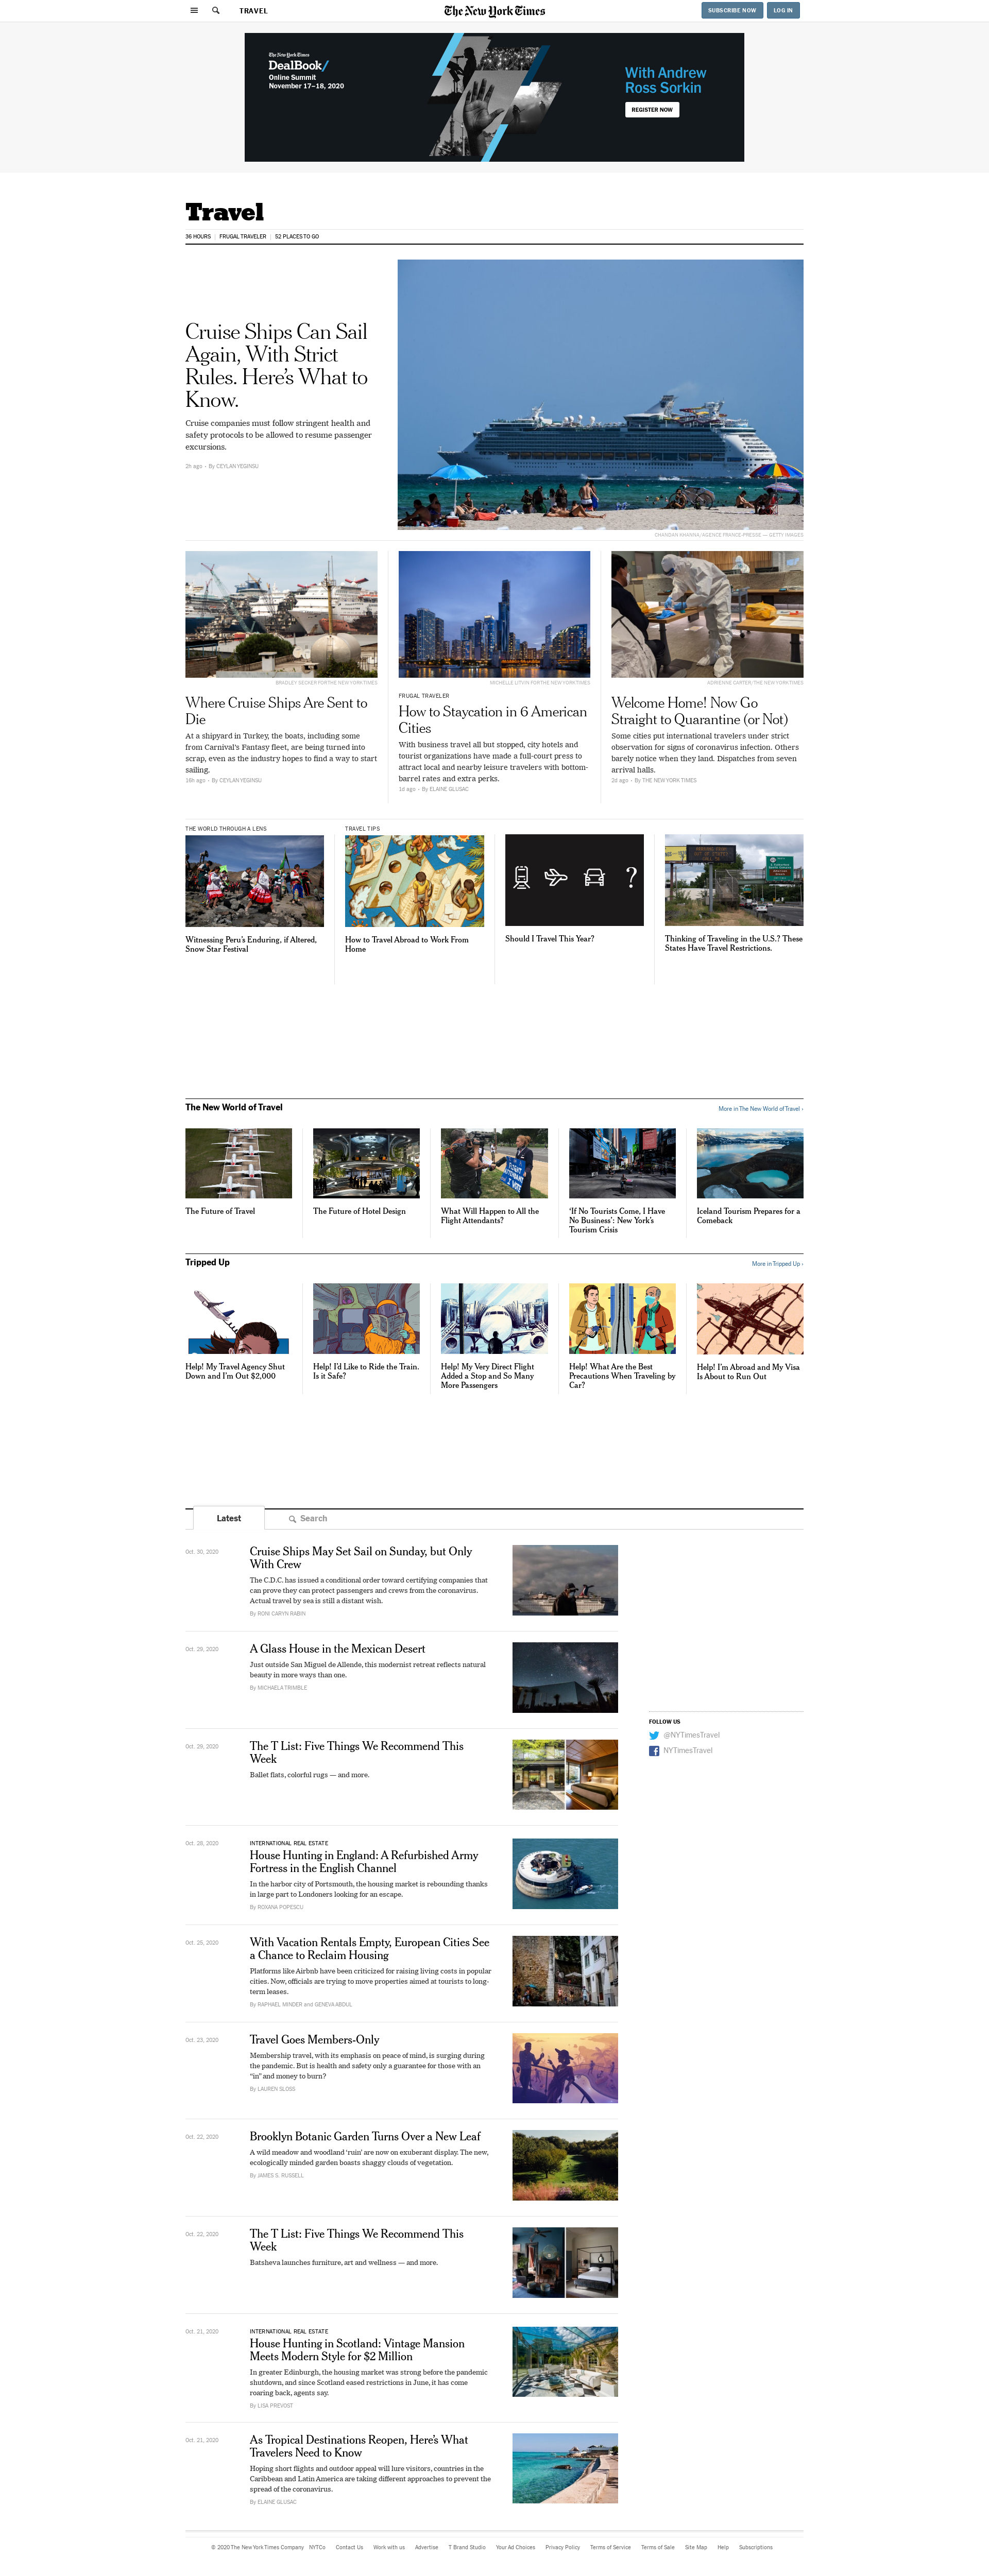 TRAVEL
The New York Times
SUBSCRIBE NOW
LOG IN
The New York Times
DealBook/
Online Summit
November 17–18, 2020
With Andrew
Ross Sorkin
REGISTER NOW
Travel
36 HOURS
FRUGAL TRAVELER
52 PLACES TO GO
Cruise Ships Can Sail
Again, With Strict
Rules. Here’s What to
Know.
Cruise companies must follow stringent health and
safety protocols to be allowed to resume passenger
excursions.
2h ago - By CEYLAN YEGINSU
CHANDAN KHANNA/AGENCE FRANCE-PRESSE — GETTY IMAGES
BRADLEY SECKER FOR THE NEW YORK TIMES
Where Cruise Ships Are Sent to
Die
At a shipyard in Turkey, the boats, including some
from Carnival’s Fantasy fleet, are being turned into
scrap, even as the industry hopes to find a way to start
sailing.
16h ago - By CEYLAN YEGINSU
MICHELLE LITVIN FOR THE NEW YORK TIMES
FRUGAL TRAVELER
How to Staycation in 6 American
Cities
With business travel all but stopped, city hotels and
tourist organizations have made a full-court press to
attract local and nearby leisure travelers with bottom-
barrel rates and extra perks.
1d ago - By ELAINE GLUSAC
ADRIENNE CARTER/THE NEW YORK TIMES
Welcome Home! Now Go
Straight to Quarantine (or Not)
Some cities put international travelers under strict
observation for signs of coronavirus infection. Others
barely notice when they land. Dispatches from seven
arrival halls.
2d ago - By THE NEW YORK TIMES
THE WORLD THROUGH A LENS
Witnessing Peru’s Enduring, if Altered,
Snow Star Festival
TRAVEL TIPS
How to Travel Abroad to Work From
Home
?
Should I Travel This Year?
Thinking of Traveling in the U.S.? These
States Have Travel Restrictions.
The New World of Travel
More in The New World of Travel ›
The Future of Travel
The Future of Hotel Design
What Will Happen to All the
Flight Attendants?
‘If No Tourists Come, I Have
No Business’: New York’s
Tourism Crisis
Iceland Tourism Prepares for a
Comeback
Tripped Up
More in Tripped Up ›
Help! My Travel Agency Shut
Down and I’m Out $2,000
Help! I’d Like to Ride the Train.
Is it Safe?
Help! My Very Direct Flight
Added a Stop and So Many
More Passengers
Help! What Are the Best
Precautions When Traveling by
Car?
Help! I’m Abroad and My Visa
Is About to Run Out
Latest
Search
Oct. 30, 2020
Cruise Ships May Set Sail on Sunday, but Only
With Crew
The C.D.C. has issued a conditional order toward certifying companies that
can prove they can protect passengers and crews from the coronavirus.
Actual travel by sea is still a distant wish.
By RONI CARYN RABIN
Oct. 29, 2020
A Glass House in the Mexican Desert
Just outside San Miguel de Allende, this modernist retreat reflects natural
beauty in more ways than one.
By MICHAELA TRIMBLE
FOLLOW US
@NYTimesTravel
NYTimesTravel
Oct. 29, 2020
The T List: Five Things We Recommend This
Week
Ballet flats, colorful rugs — and more.
Oct. 28, 2020
INTERNATIONAL REAL ESTATE
House Hunting in England: A Refurbished Army
Fortress in the English Channel
In the harbor city of Portsmouth, the housing market is rebounding thanks
in large part to Londoners looking for an escape.
By ROXANA POPESCU
Oct. 25, 2020
With Vacation Rentals Empty, European Cities See
a Chance to Reclaim Housing
Platforms like Airbnb have been criticized for raising living costs in popular
cities. Now, officials are trying to move properties aimed at tourists to long-
term leases.
By RAPHAEL MINDER and GENEVA ABDUL
Oct. 23, 2020
Travel Goes Members-Only
Membership travel, with its emphasis on peace of mind, is surging during
the pandemic. But is health and safety only a guarantee for those with an
“in” and money to burn?
By LAUREN SLOSS
Oct. 22, 2020
Brooklyn Botanic Garden Turns Over a New Leaf
A wild meadow and woodland ‘ruin’ are now on exuberant display. The new,
ecologically minded garden boasts shaggy clouds of vegetation.
By JAMES S. RUSSELL
Oct. 22, 2020
The T List: Five Things We Recommend This
Week
Batsheva launches furniture, art and wellness — and more.
Oct. 21, 2020
INTERNATIONAL REAL ESTATE
House Hunting in Scotland: Vintage Mansion
Meets Modern Style for $2 Million
In greater Edinburgh, the housing market was strong before the pandemic
shutdown, and since Scotland eased restrictions in June, it has come
roaring back, agents say.
By LISA PREVOST
Oct. 21, 2020
As Tropical Destinations Reopen, Here’s What
Travelers Need to Know
Hoping short flights and outdoor appeal will lure visitors, countries in the
Caribbean and Latin America are taking different approaches to prevent the
spread of the coronavirus.
By ELAINE GLUSAC
© 2020 The New York Times Company
NYTCo
Contact Us
Work with us
Advertise
T Brand Studio
Your Ad Choices
Privacy Policy
Terms of Service
Terms of Sale
Site Map
Help
Subscriptions